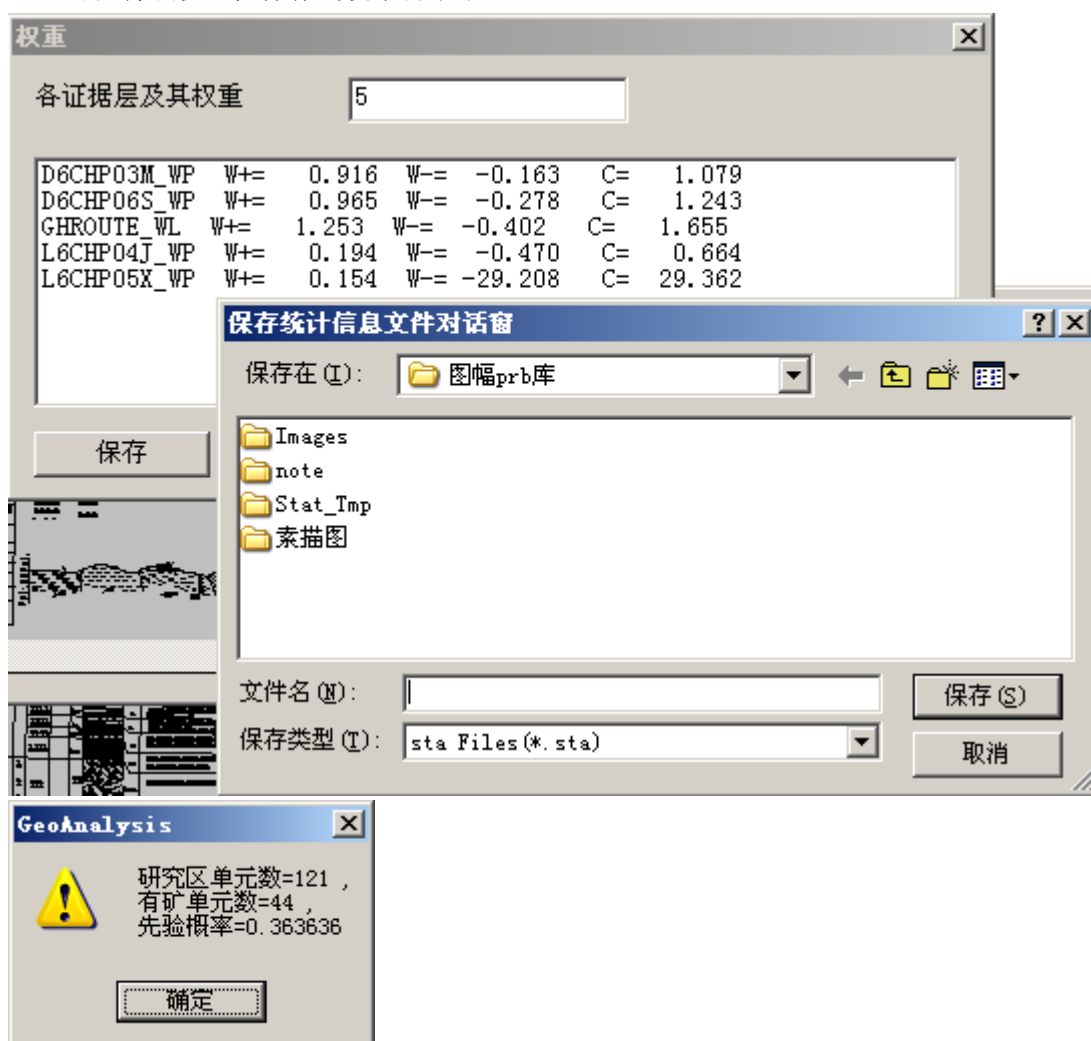 权重
各证据层及其权重 5
D6CHP03M_WP W+= 0.916 W-= -0.163 C= 1.079
D6CHP06S_WP W+= 0.965 W-= -0.278 C= 1.243
GHROUTE_WL W+= 1.253 W-= -0.402 C= 1.655
L6CHP04J_WP W+= 0.194 W-= -0.470 C= 0.664
L6CHP05X_WP W+= 0.154 W-= -29.208 C= 29.362
保存
保存统计信息文件对话窗
保存在(I): 图幅prb库
Images
note
Stat_Tmp
素描图
文件名(N): 保存(S)
保存类型(T): sta Files(*.sta) 取消
GeoAnalysis
研究区单元数=121 ,
有矿单元数=44 ,
先验概率=0.363636
确定